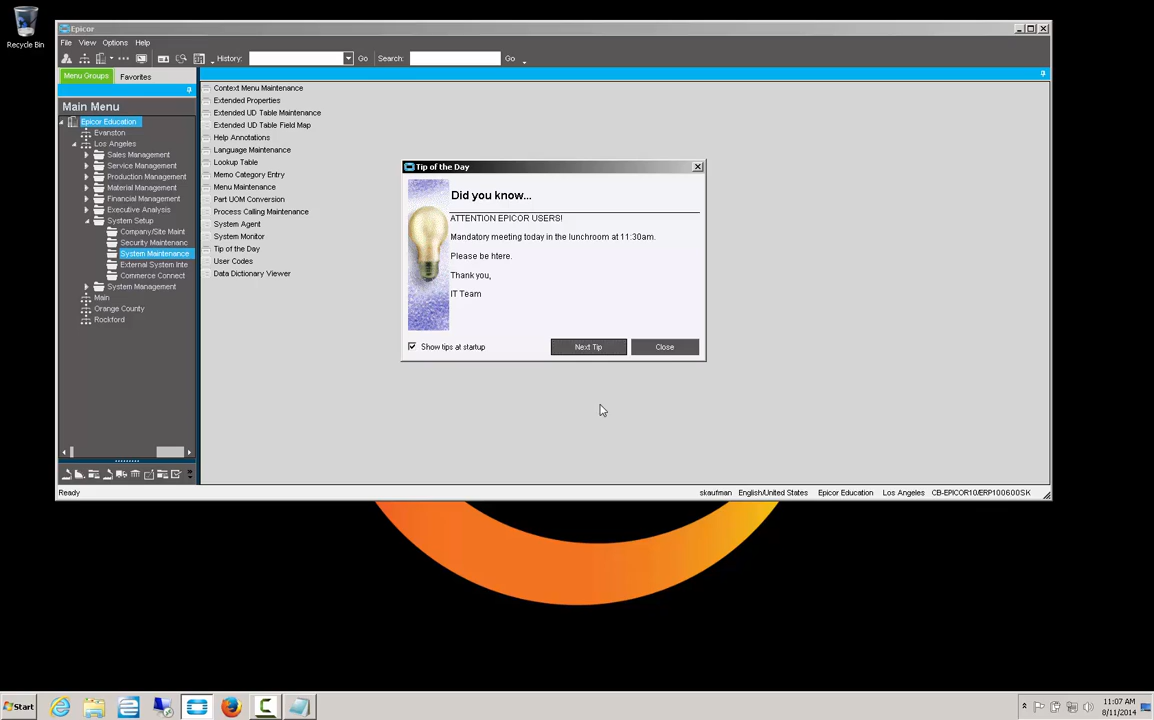 Recycle Bin
Epicor
File View Options Help
History: Go Search: Go
Menu Groups Favorites
Main Menu
Epicor Education
Evanston
Los Angeles
Sales Management
Service Management
Production Management
Material Management
Financial Management
Executive Analysis
System Setup
Company/Site Maint
Security Maintenanc
System Maintenance
External System Inte
Commerce Connect
System Management
Main
Orange County
Rockford
Context Menu Maintenance
Extended Properties
Extended UD Table Maintenance
Extended UD Table Field Map
Help Annotations
Language Maintenance
Lookup Table
Memo Category Entry
Menu Maintenance
Part UOM Conversion
Process Calling Maintenance
System Agent
System Monitor
Tip of the Day
User Codes
Data Dictionary Viewer
Tip of the Day
Did you know...
ATTENTION EPICOR USERS!
Mandatory meeting today in the lunchroom at 11:30am.
Please be htere.
Thank you,
IT Team
Show tips at startup Next Tip Close
Ready skaufman English/United States Epicor Education Los Angeles CB-EPICOR10/ERP100600SK
Start
11:07 AM
8/11/2014